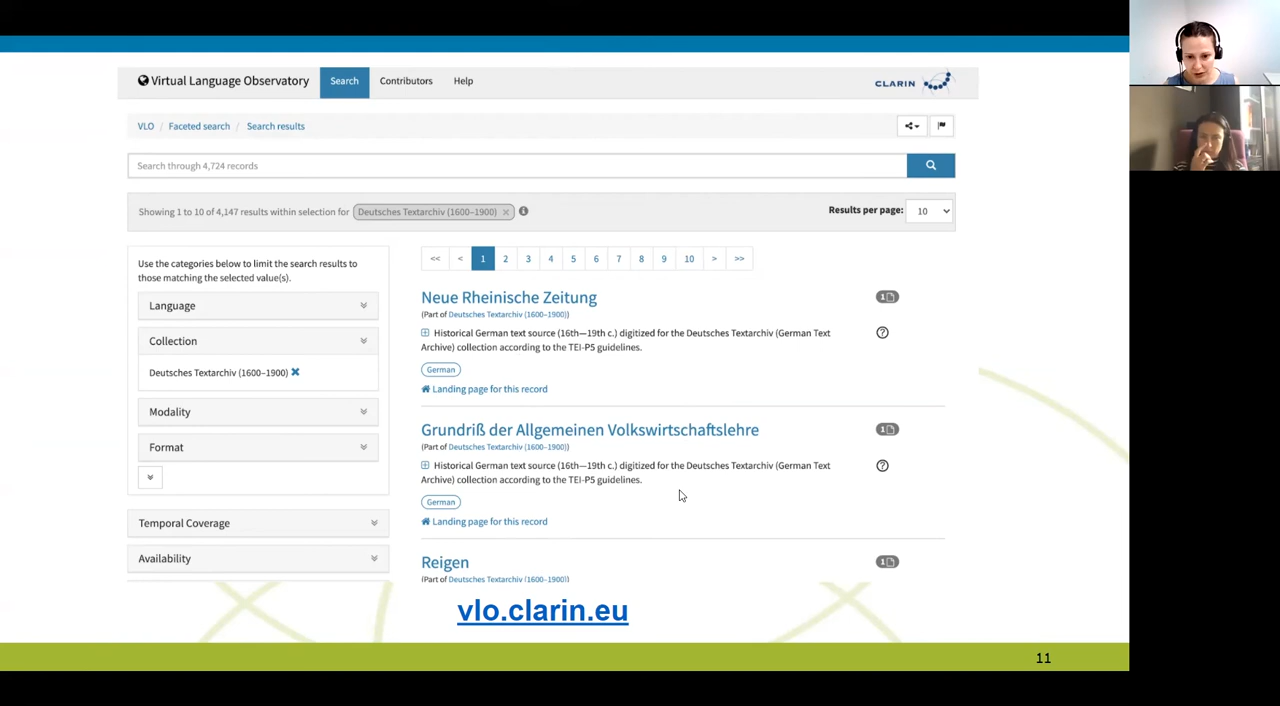 Virtual Language Observatory Search Contributors Help CLARIN
VLO / Faceted search / Search results
Search through 4,724 records
Showing 1 to 10 of 4,147 results within selection for Deutsches Textarchiv (1600–1900) × Results per page: 10
Use the categories below to limit the search results to
those matching the selected value(s).
Language
Collection
Deutsches Textarchiv (1600–1900)
Modality
Format
Temporal Coverage
Availability
<< < 1 2 3 4 5 6 7 8 9 10 > >>
Neue Rheinische Zeitung 1
(Part of Deutsches Textarchiv (1600–1900))
Historical German text source (16th—19th c.) digitized for the Deutsches Textarchiv (German Text
Archive) collection according to the TEI-P5 guidelines.
German
Landing page for this record
Grundriß der Allgemeinen Volkswirtschaftslehre 1
(Part of Deutsches Textarchiv (1600–1900))
Historical German text source (16th—19th c.) digitized for the Deutsches Textarchiv (German Text
Archive) collection according to the TEI-P5 guidelines.
German
Landing page for this record
Reigen 1
(Part of Deutsches Textarchiv (1600–1900))
vlo.clarin.eu
11